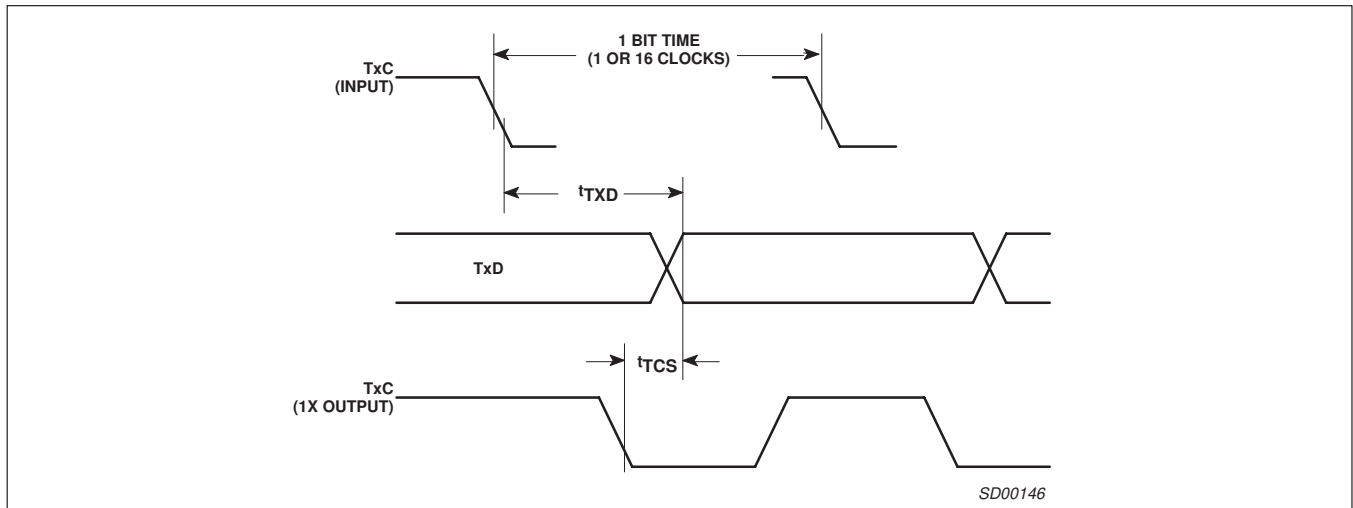 1 BIT TIME
(1 OR 16 CLOCKS)
TxC
(INPUT)
tTXD
TxD
tTCS
TxC
(1X OUTPUT)
SD00146